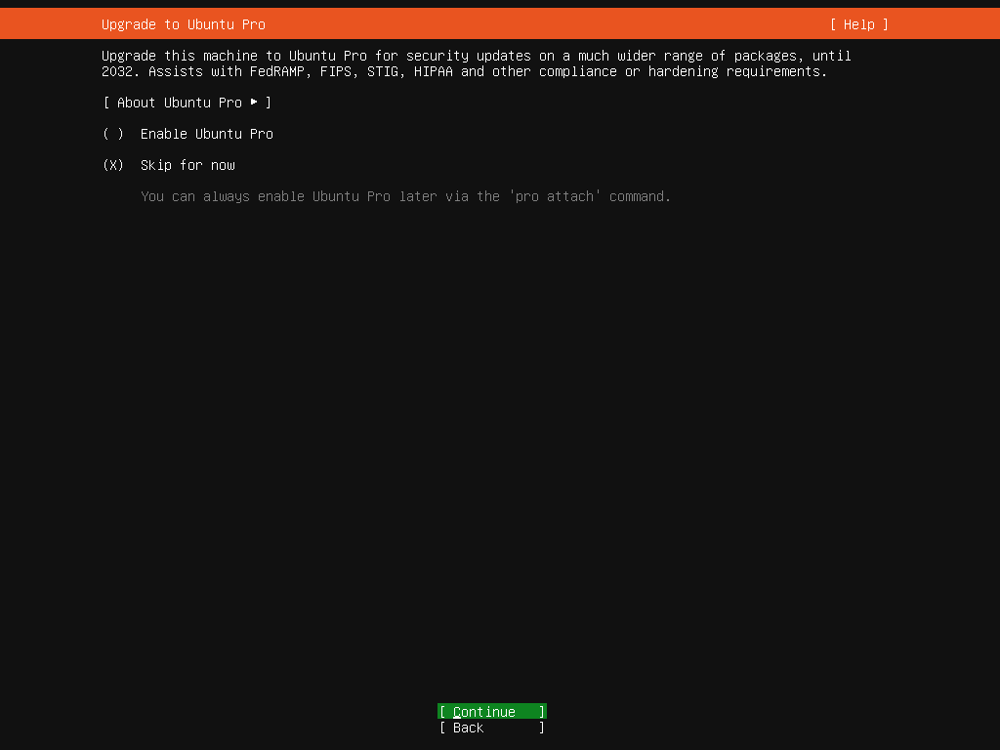 Upgrade to Ubuntu Pro [ Help ]
Upgrade this machine to Ubuntu Pro for security updates on a much wider range of packages, until
2032. Assists with FedRAMP, FIPS, STIG, HIPAA and other compliance or hardening requirements.
[ About Ubuntu Pro ▸ ]
( ) Enable Ubuntu Pro
(X) Skip for now
You can always enable Ubuntu Pro later via the 'pro attach' command.
[ Continue ]
[ Back ]